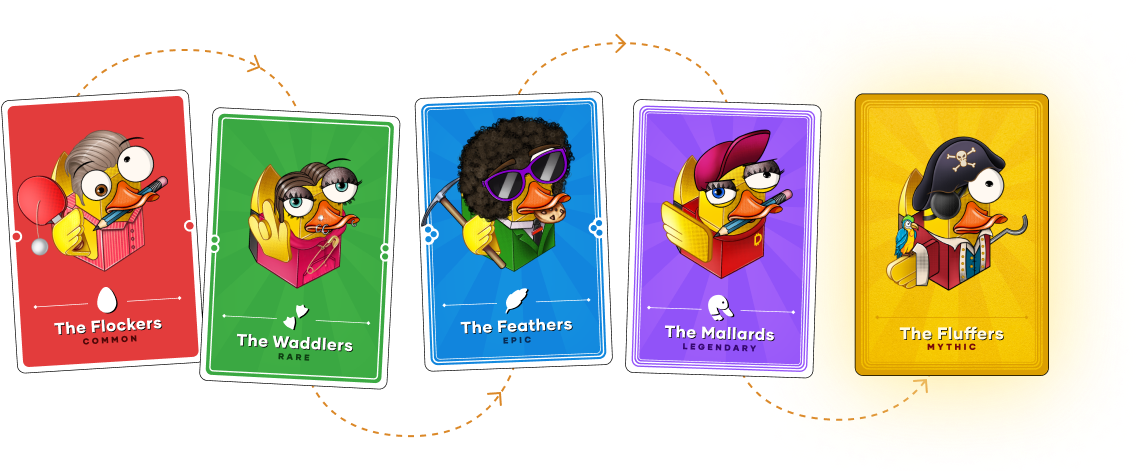 The Flockers
COMMON
The Waddlers
RARE
The Feathers
EPIC
D
The Mallards
LEGENDARY
The Fluffers
MYTHIC